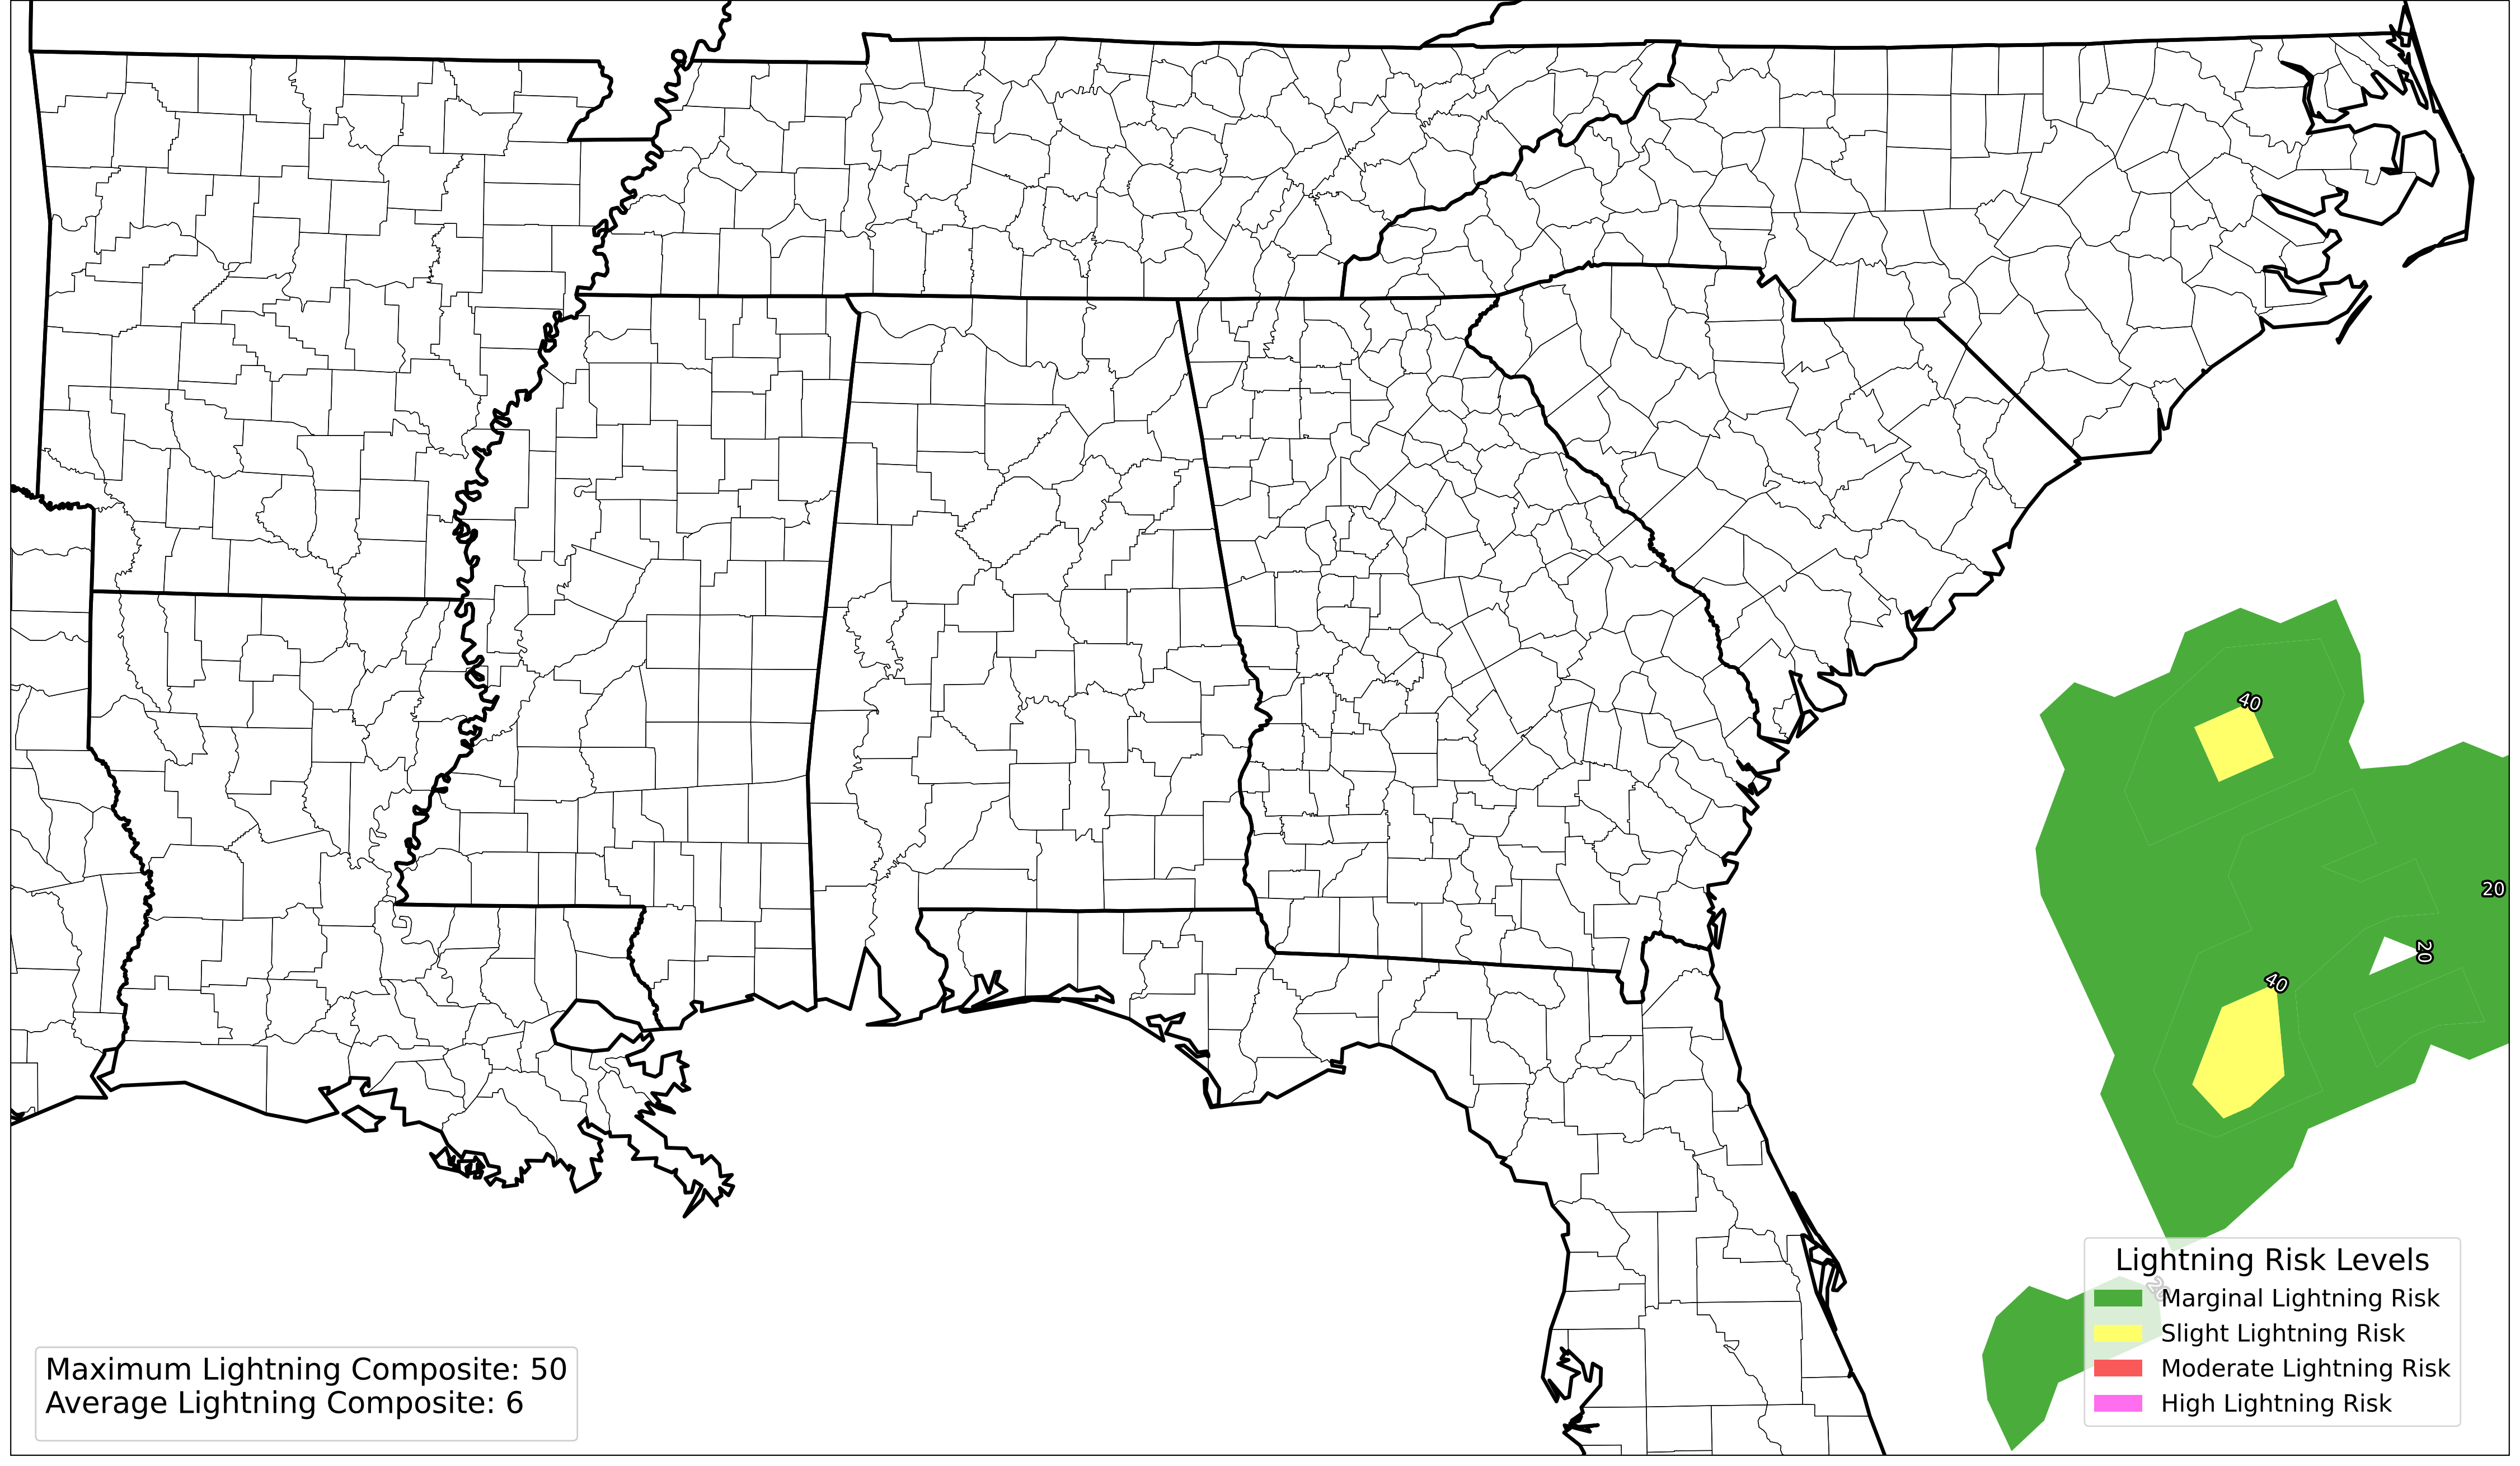 40
20
20
40
Lightning Risk Levels
20
Marginal Lightning Risk
Slight Lightning Risk
Moderate Lightning Risk
High Lightning Risk
Maximum Lightning Composite: 50
Average Lightning Composite: 6